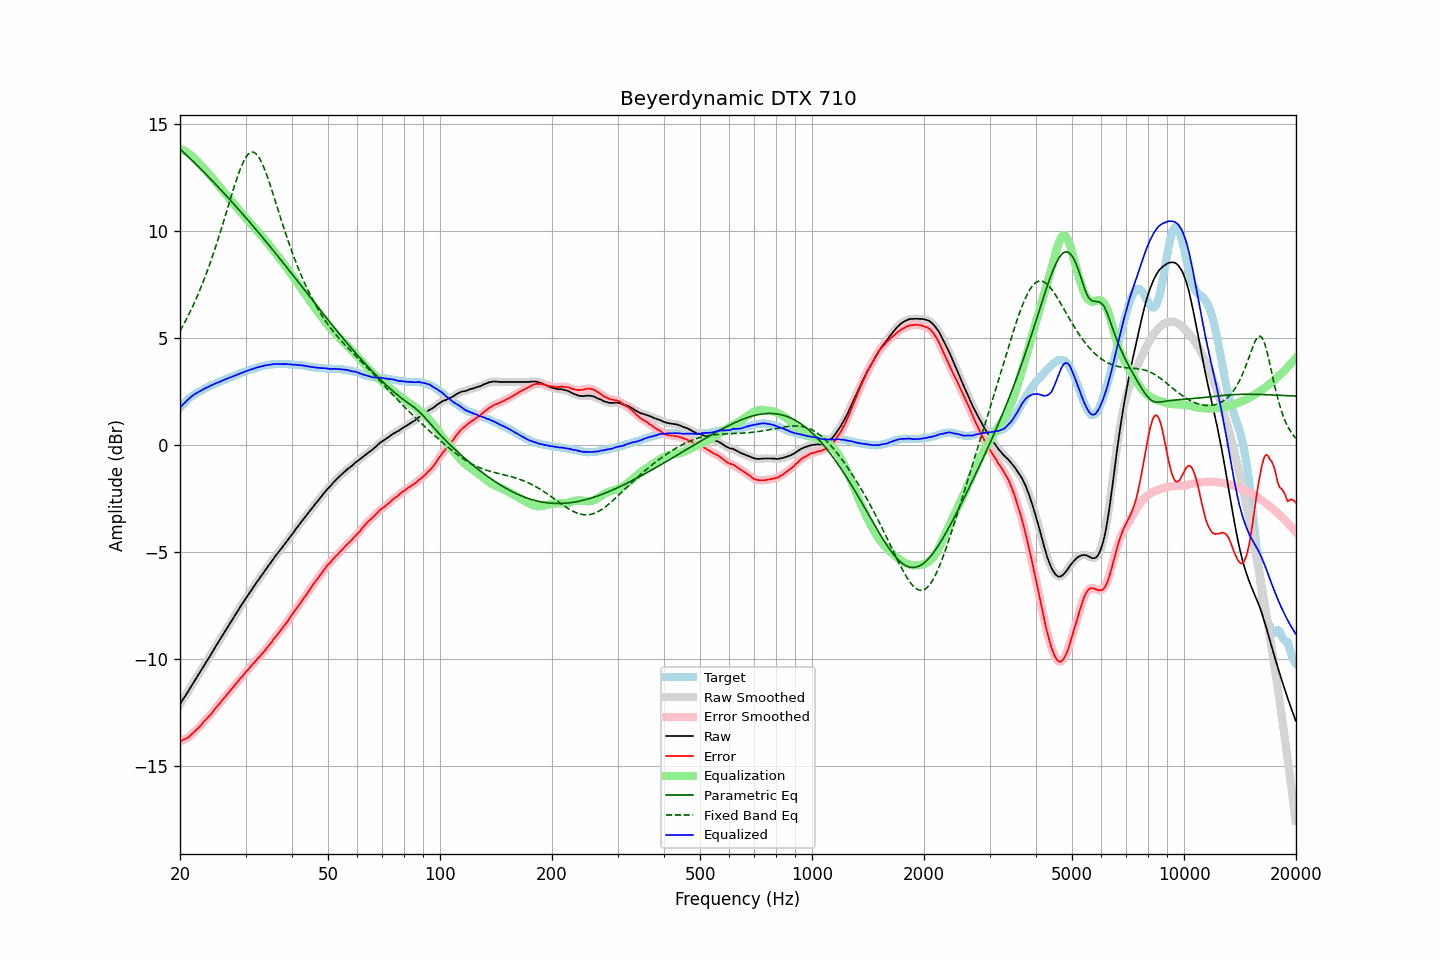 Beyerdynamic DTX 710
15
10
5
0
−5
−10
−15
Amplitude (dBr)
Target
Raw Smoothed
Error Smoothed
Raw
Error
Equalization
Parametric Eq
Fixed Band Eq
Equalized
20 50 100 200 500 1000 2000 5000 10000 20000
Frequency (Hz)